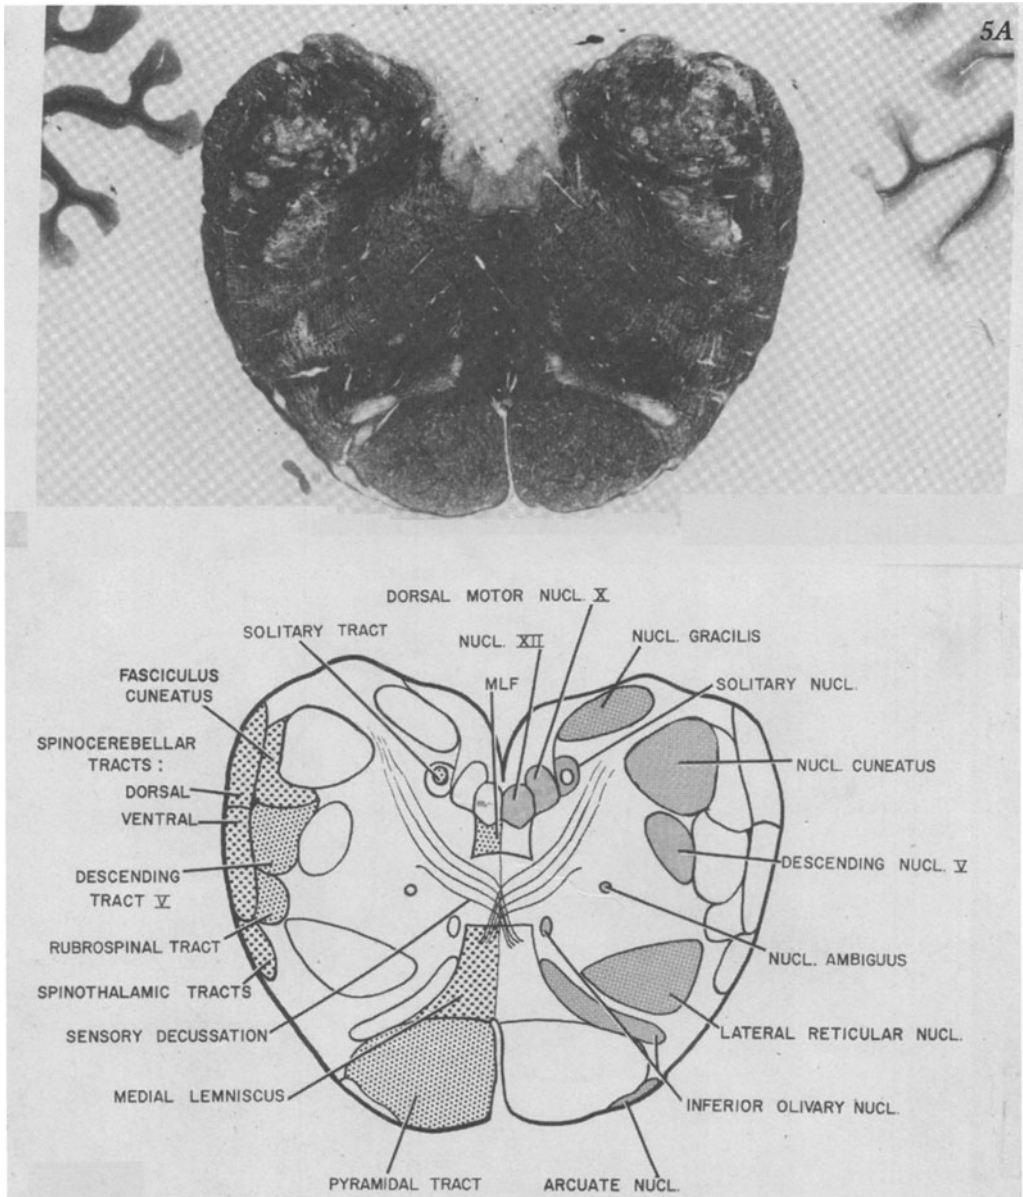 5A
DORSAL MOTOR NUCL. X
SOLITARY TRACT
NUCL. XII
NUCL. GRACILIS
MLF
SOLITARY NUCL.
FASCICULUS
CUNEATUS
SPINOCEREBELLAR
TRACTS :
DORSAL
VENTRAL
NUCL. CUNEATUS
DESCENDING
TRACT V
DESCENDING NUCL. V
RUBROSPINAL TRACT
NUCL. AMBIGUUS
SPINOTHALAMIC TRACTS
SENSORY DECUSSATION
LATERAL RETICULAR NUCL.
MEDIAL LEMNISCUS
INFERIOR OLIVARY NUCL.
PYRAMIDAL TRACT
ARCUATE NUCL.